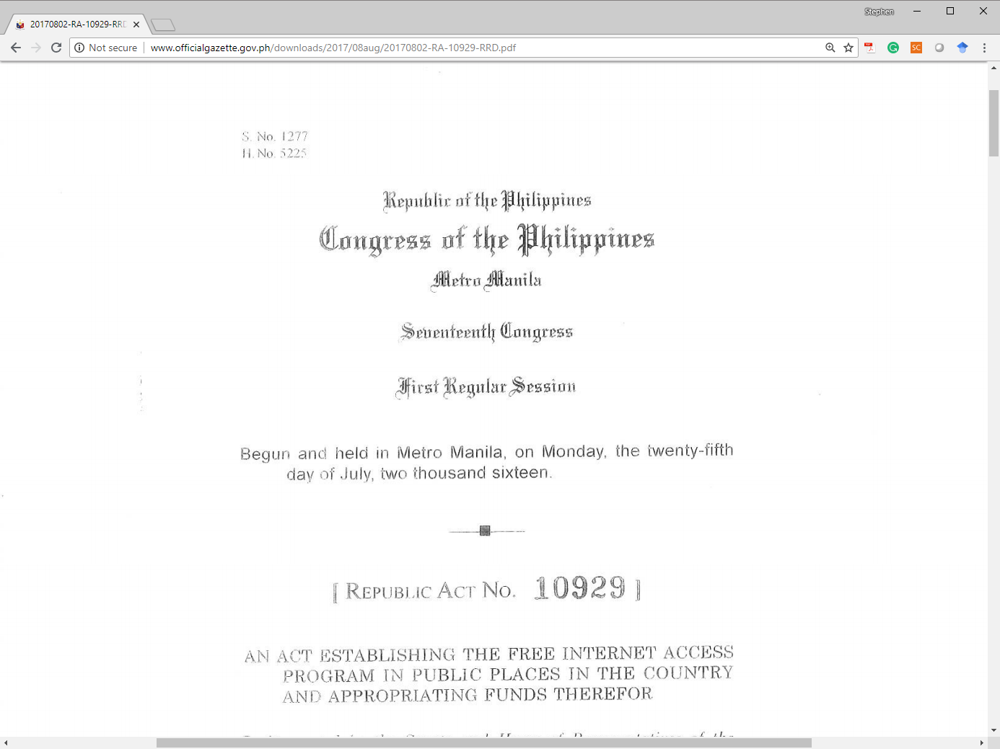 Stephen
20170802-RA-10929-RRD
Not secure
www.officialgazette.gov.ph/downloads/2017/08aug/20170802-RA-10929-RRD.pdf
SC
S. No. 1277
H. No. 5225
Republic of the Philippines
Congress of the Philippines
Metro Manila
Seventeenth Congress
First Regular Session
Begun and held in Metro Manila, on Monday, the twenty-fifth
day of July, two thousand sixteen.
[ REPUBLIC ACT NO. 10929 ]
AN ACT ESTABLISHING THE FREE INTERNET ACCESS
PROGRAM IN PUBLIC PLACES IN THE COUNTRY
AND APPROPRIATING FUNDS THEREFOR